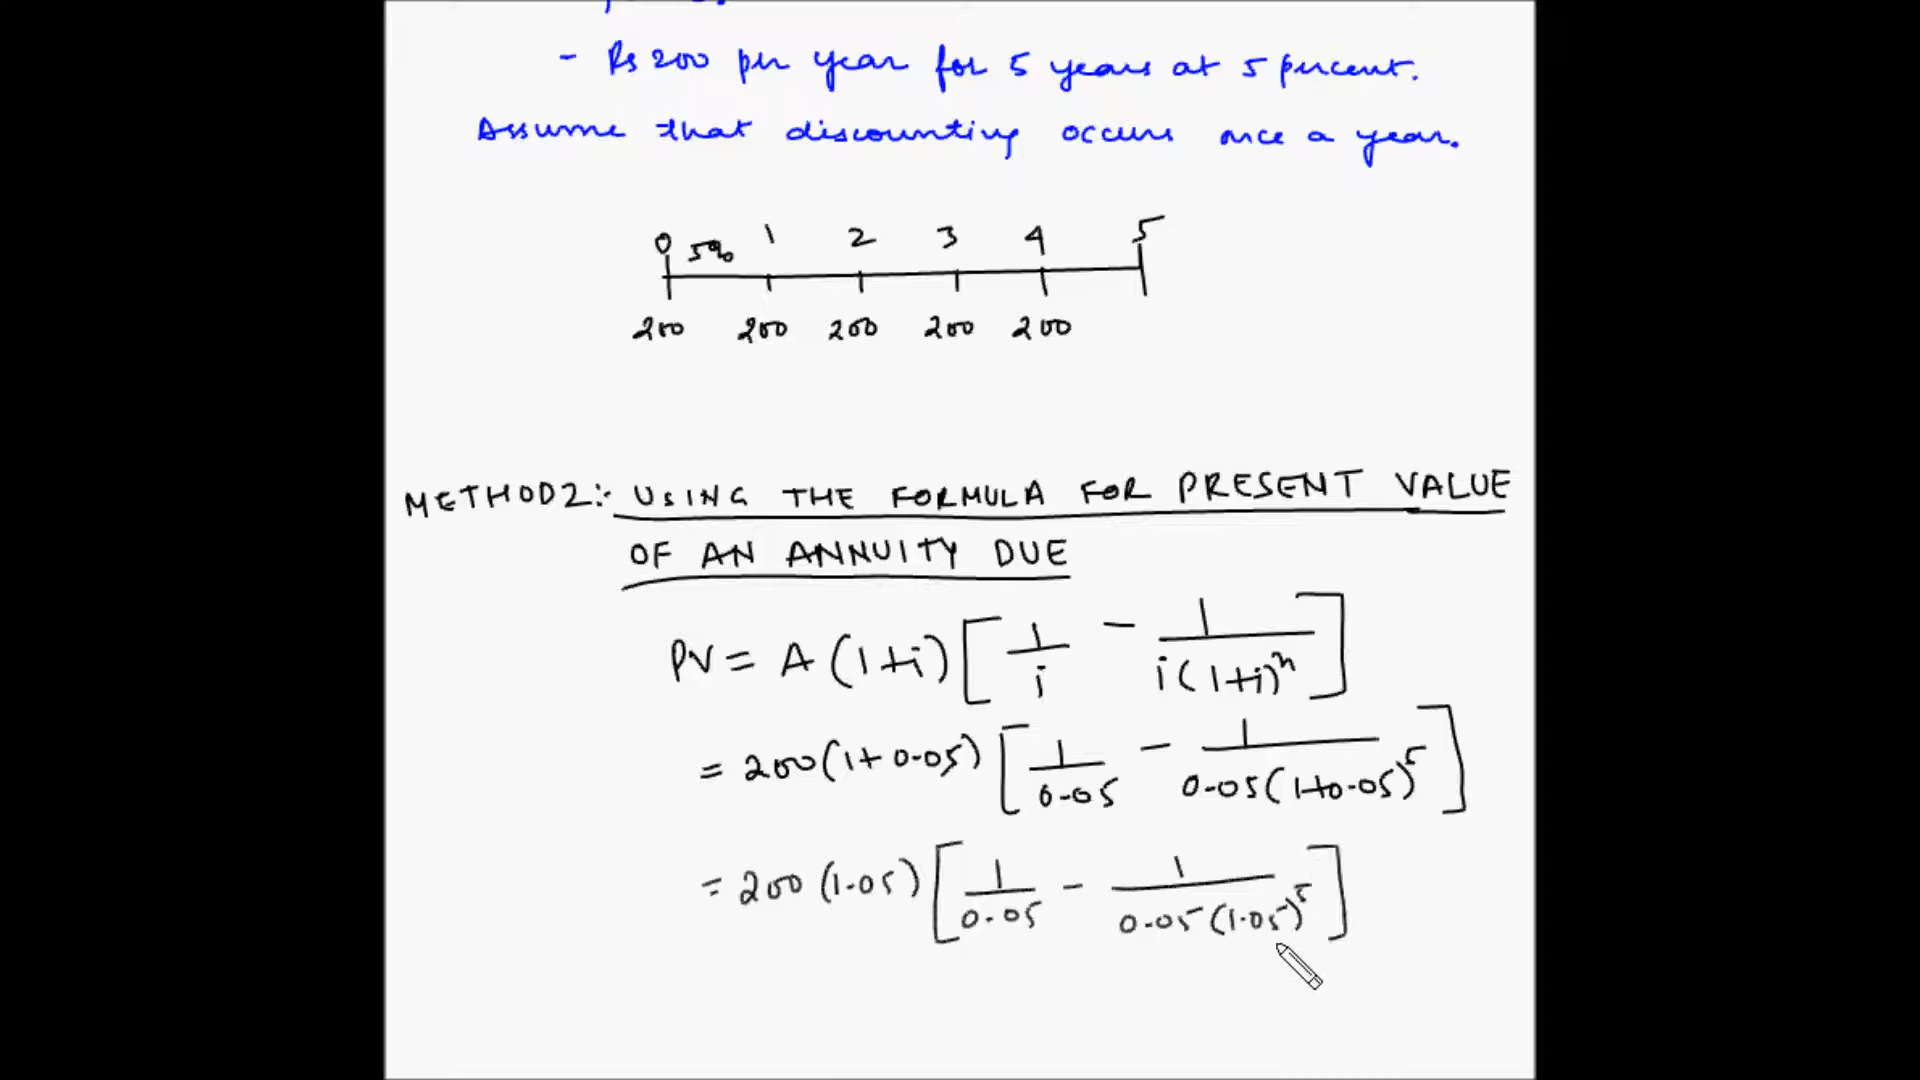 - Rs 200 per year for 5 years at 5 percent.
Assume that discounting occurs once a year.
0 5% 1 2 3 4 5
200 200 200 200 200
METHOD 2:- USING THE FORMULA FOR PRESENT VALUE
OF AN ANNUITY DUE
PV = A(1+i)[1/i - 1/i(1+i)^n]
= 200(1+0.05)[1/0.05 - 1/0.05(1+0.05)^5]
= 200(1.05)[1/0.05 - 1/0.05(1.05)^5]